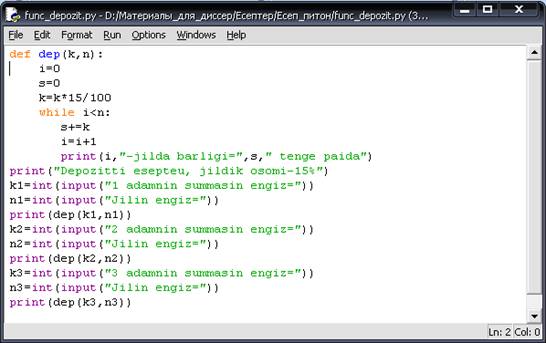 func_depozit.py - D:/Материалы_для_диссер/Есептер/Есеп_питон/func_depozit.py (3...
File Edit Format Run Options Windows Help
def dep(k,n):
    i=0
    s=0
    k=k*15/100
    while i<n:
       s+=k
       i=i+1
       print(i,"-jilda barligi=",s," tenge paida")
print("Depozitti esepteu, jildik osomi-15%")
k1=int(input("1 adamnin summasin engiz="))
n1=int(input("Jilin engiz="))
print(dep(k1,n1))
k2=int(input("2 adamnin summasin engiz="))
n2=int(input("Jilin engiz="))
print(dep(k2,n2))
k3=int(input("3 adamnin summasin engiz="))
n3=int(input("Jilin engiz="))
print(dep(k3,n3))
Ln: 2 Col: 0